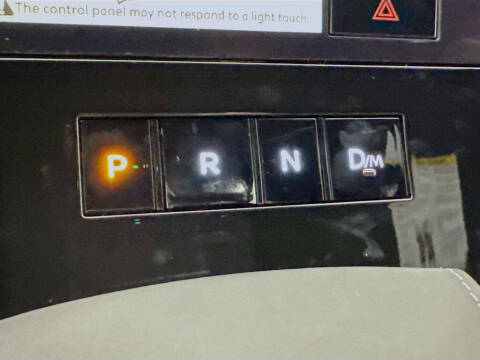 The control panel may not respond to a light touch.
P R N D/M